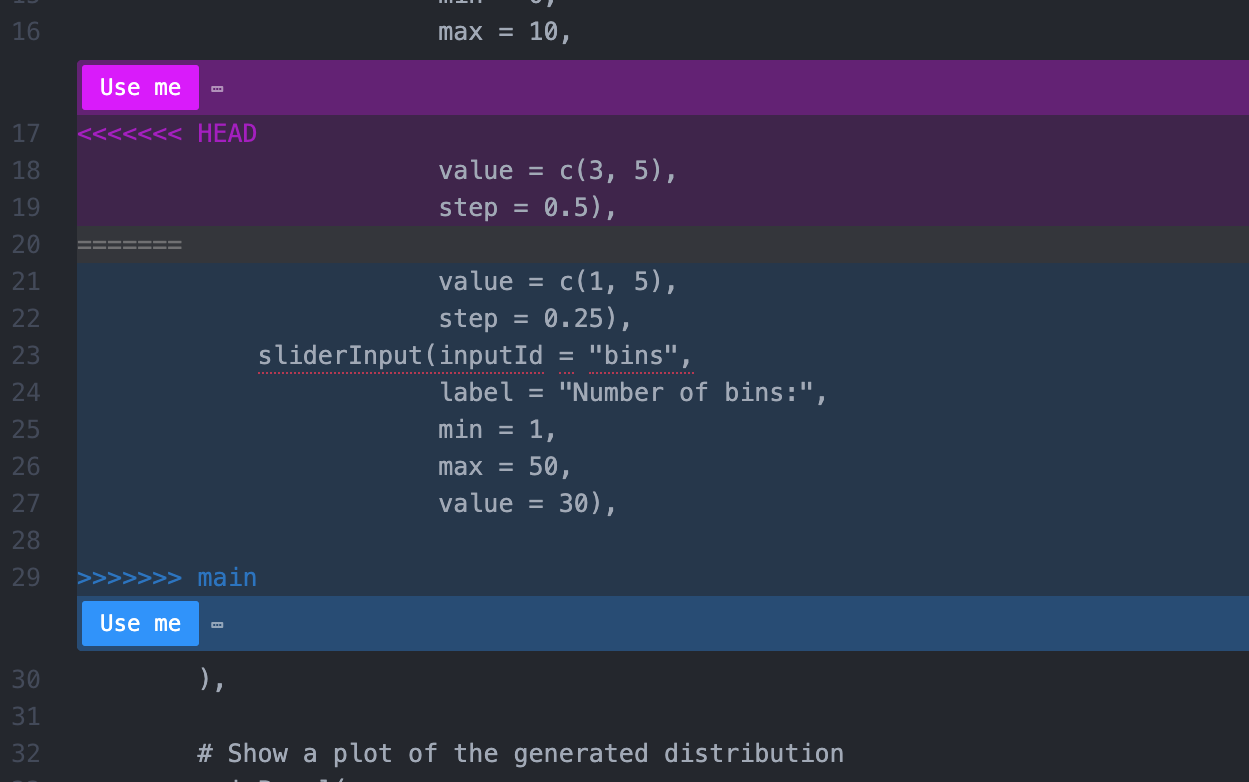 16 max = 10,
Use me
17 <<<<<<< HEAD
18 value = c(3, 5),
19 step = 0.5),
20 =======
21 value = c(1, 5),
22 step = 0.25),
23 sliderInput(inputId = "bins",
24 label = "Number of bins:",
25 min = 1,
26 max = 50,
27 value = 30),
28
29 >>>>>>> main
Use me
30 ),
31
32 # Show a plot of the generated distribution